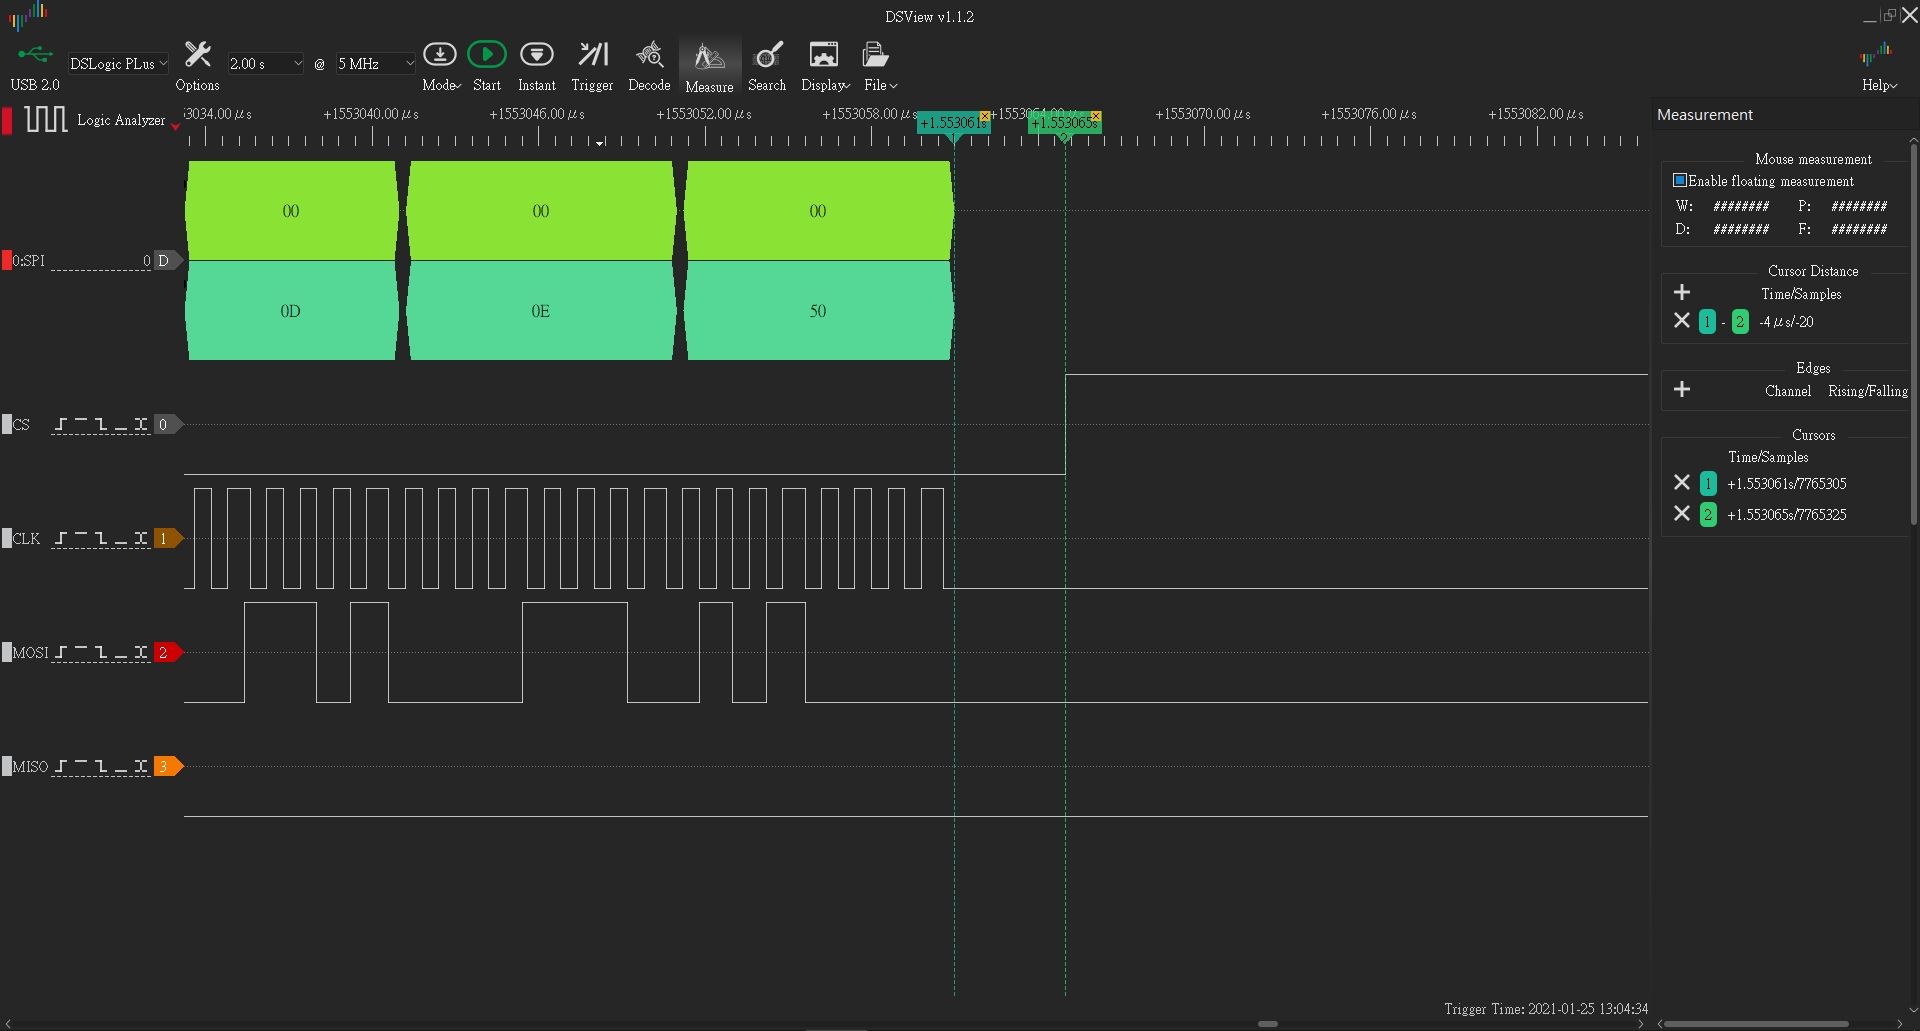 DSView v1.1.2
USB 2.0
DSLogic PLus
Options
2.00 s
@
5 MHz
Mode
Start
Instant
Trigger
Decode
Measure
Search
Display
File
Help
Logic Analyzer
+1553040.00 μs
+1553046.00 μs
+1553052.00 μs
+1553058.00 μs
+1553064.00 μs
+1553070.00 μs
+1553076.00 μs
+1553082.00 μs
+1.553061s
+1.553065s
00
00
00
0:SPI
0
D
0D
0E
50
CS
0
CLK
1
MOSI
2
MISO
3
Trigger Time: 2021-01-25 13:04:34
Measurement
Mouse measurement
Enable floating measurement
W: ######## P: ########
D: ######## F: ########
Cursor Distance
Time/Samples
1 - 2 -4 μs/-20
Edges
Channel Rising/Falling
Cursors
Time/Samples
1 +1.553061s/7765305
2 +1.553065s/7765325